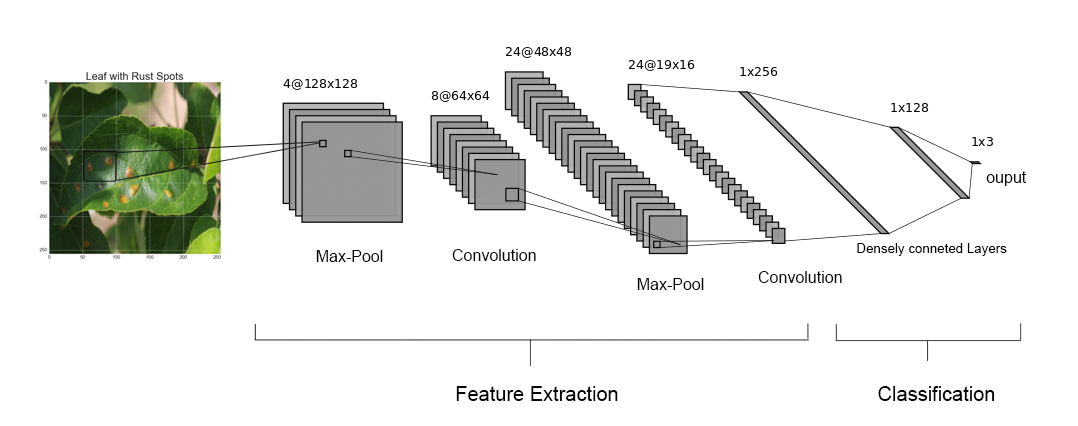 Leaf with Rust Spots
0
50
100
150
200
250
0
50
100
150
200
250
4@128x128
8@64x64
24@48x48
24@19x16
1x256
1x128
1x3
ouput
Max-Pool
Convolution
Max-Pool
Convolution
Densely conneted Layers
Feature Extraction
Classification